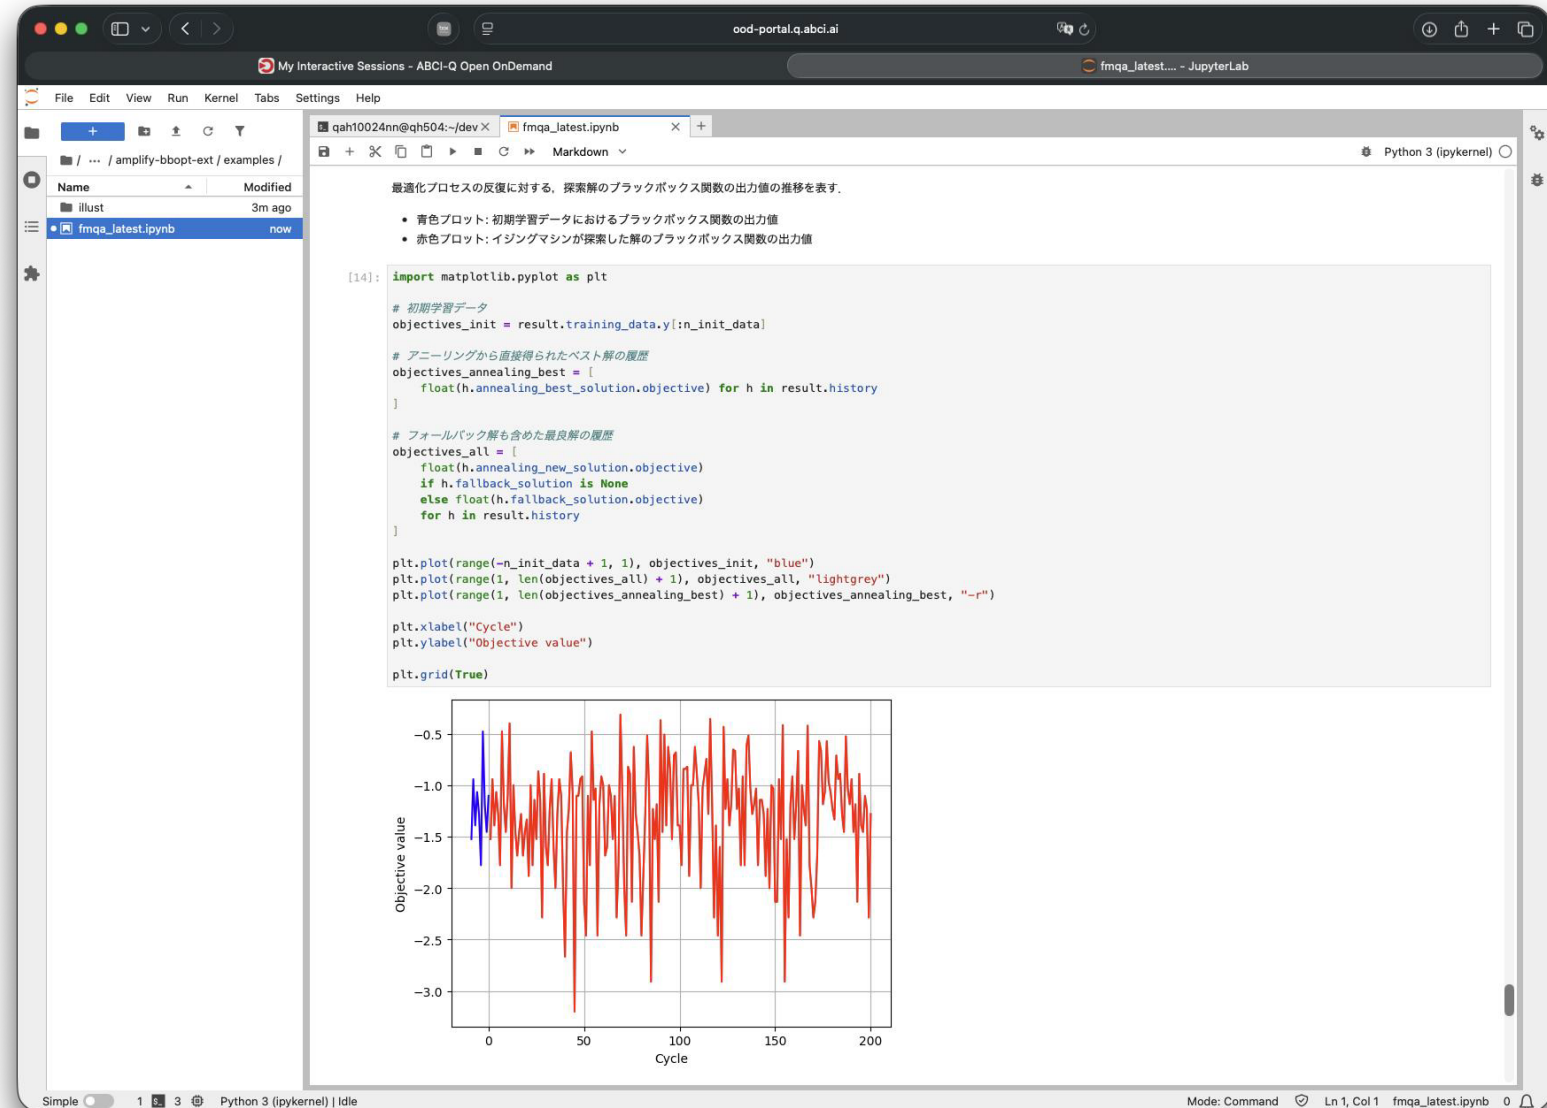 ood-portal.q.abci.ai
My Interactive Sessions - ABCI-Q Open OnDemand
fmqa_latest.... - JupyterLab
File Edit View Run Kernel Tabs Settings Help
qah10024nn@qh504:~/dev
fmqa_latest.ipynb
Markdown
Python 3 (ipykernel)
/ ... / amplify-bbopt-ext / examples /
Name Modified
illust 3m ago
fmqa_latest.ipynb now
最適化プロセスの反復に対する，探索解のブラックボックス関数の出力値の推移を表す．
• 青色プロット: 初期学習データにおけるブラックボックス関数の出力値
• 赤色プロット: イジングマシンが探索した解のブラックボックス関数の出力値
[14]: import matplotlib.pyplot as plt
# 初期学習データ
objectives_init = result.training_data.y[:n_init_data]
# アニーリングから直接得られたベスト解の履歴
objectives_annealing_best = [
float(h.annealing_best_solution.objective) for h in result.history
]
# フォールバック解も含めた最良解の履歴
objectives_all = [
float(h.annealing_new_solution.objective)
if h.fallback_solution is None
else float(h.fallback_solution.objective)
for h in result.history
]
plt.plot(range(-n_init_data + 1, 1), objectives_init, "blue")
plt.plot(range(1, len(objectives_all) + 1), objectives_all, "lightgrey")
plt.plot(range(1, len(objectives_annealing_best) + 1), objectives_annealing_best, "-r")
plt.xlabel("Cycle")
plt.ylabel("Objective value")
plt.grid(True)
Objective value
−0.5
−1.0
−1.5
−2.0
−2.5
−3.0
0 50 100 150 200
Cycle
Simple 1 3 Python 3 (ipykernel) | Idle
Mode: Command Ln 1, Col 1 fmqa_latest.ipynb 0